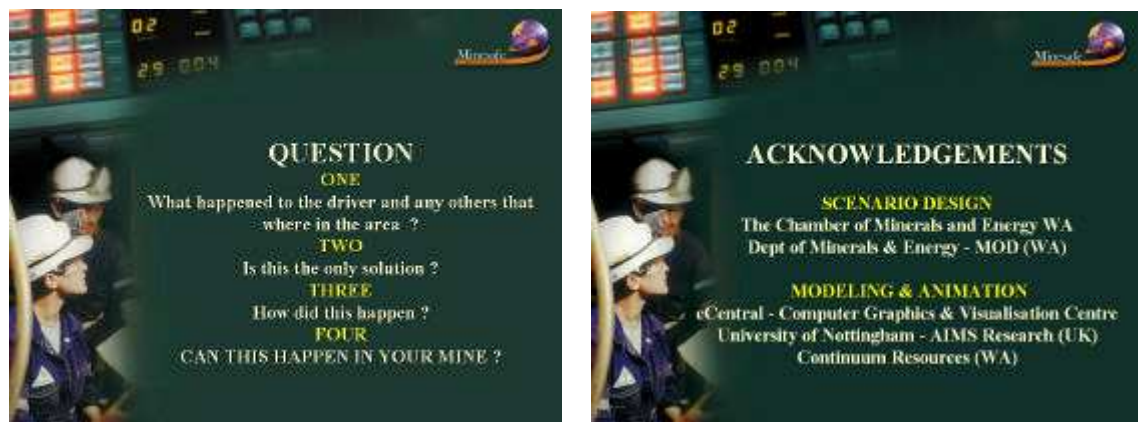 02
29 004
Minesafe
QUESTION
ONE
What happened to the driver and any others that
where in the area ?
TWO
Is this the only solution ?
THREE
How did this happen ?
FOUR
CAN THIS HAPPEN IN YOUR MINE ?
02
29 004
Minesafe
ACKNOWLEDGEMENTS
SCENARIO DESIGN
The Chamber of Minerals and Energy WA
Dept of Minerals & Energy - MOD (WA)
MODELING & ANIMATION
eCentral - Computer Graphics & Visualisation Centre
University of Nottingham - AIMS Research (UK)
Continuum Resources (WA)